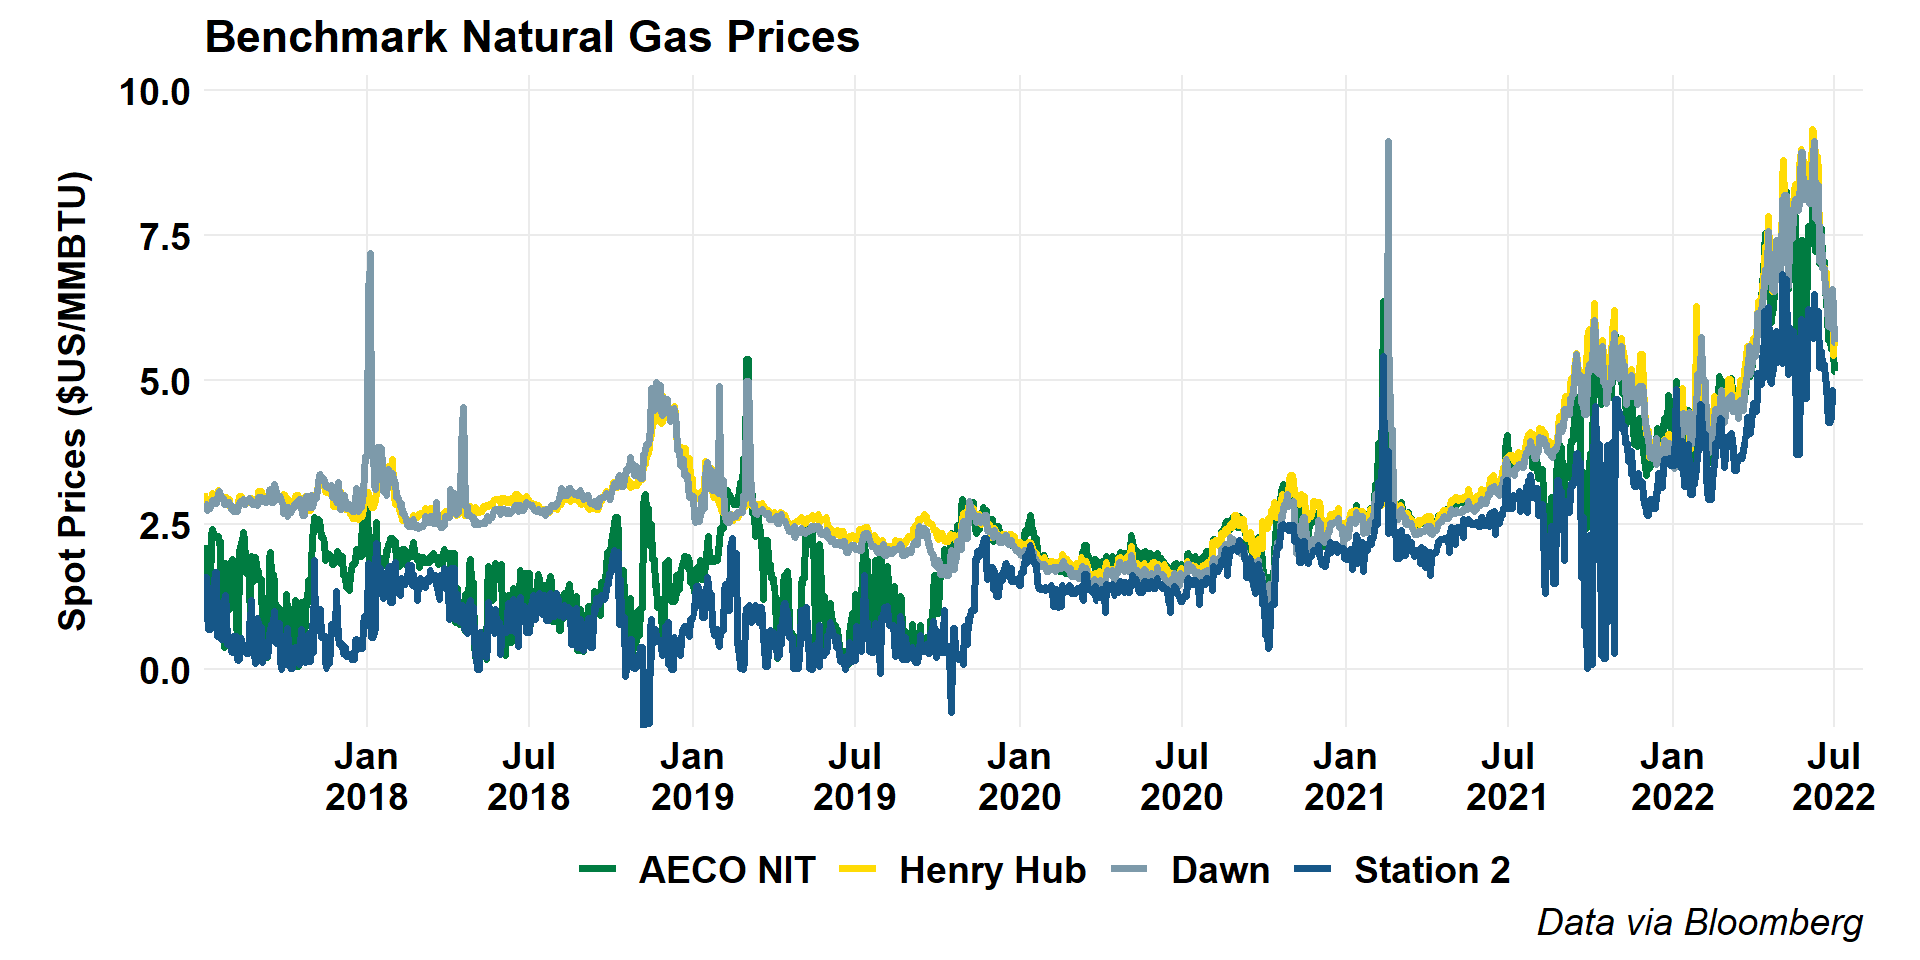 Benchmark Natural Gas Prices
Spot Prices ($US/MMBTU)
10.0
7.5
5.0
2.5
0.0
Jan Jul Jan Jul Jan Jul Jan Jul Jan Jul
2018 2018 2019 2019 2020 2020 2021 2021 2022 2022
AECO NIT Henry Hub Dawn Station 2
Data via Bloomberg